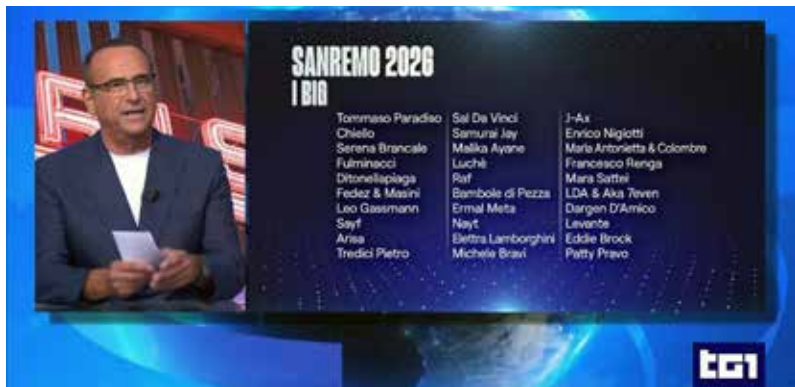 SANREMO 2026
I BIG
Tommaso Paradiso
Chiello
Serena Brancale
Fulminacci
Ditonellapiaga
Fedez & Masini
Leo Gassmann
Sayf
Arisa
Tredici Pietro
Sal Da Vinci
Samurai Jay
Malika Ayane
Luchè
Raf
Bambole di Pezza
Ermal Meta
Nayt
Elettra Lamborghini
Michele Bravi
J-Ax
Enrico Nigiotti
Maria Antonietta & Colombre
Francesco Renga
Mara Sattei
LDA & Aka 7even
Dargen D'Amico
Levante
Eddie Brock
Patty Pravo
tG1